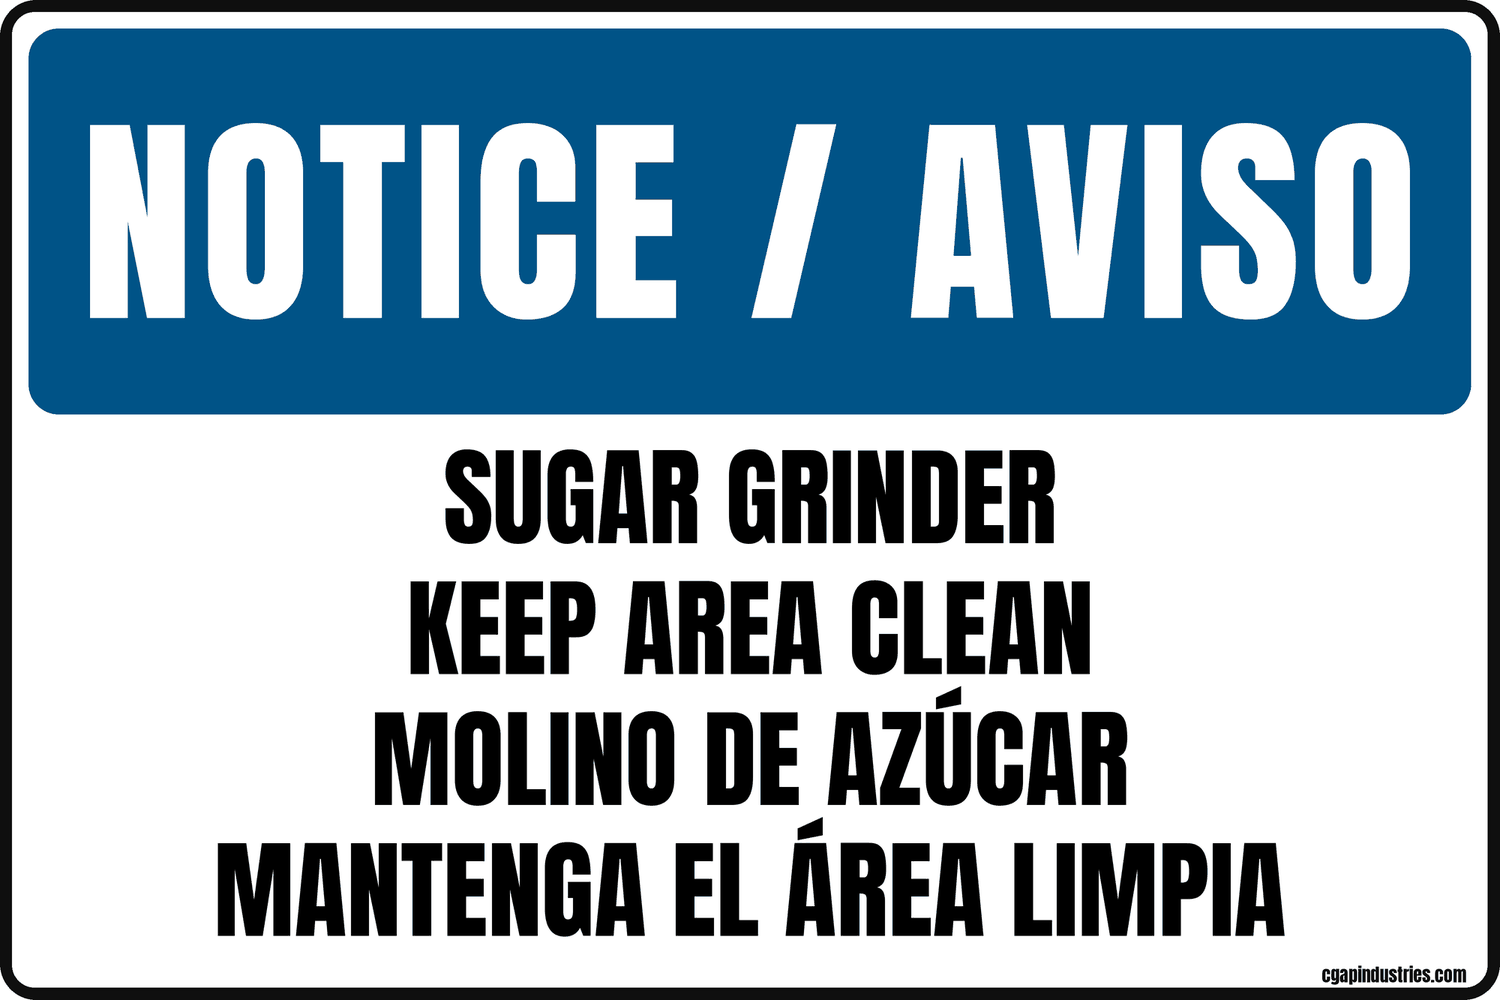 NOTICE / AVISO
SUGAR GRINDER
KEEP AREA CLEAN
MOLINO DE AZÚCAR
MANTENGA EL ÁREA LIMPIA
cgapindustries.com